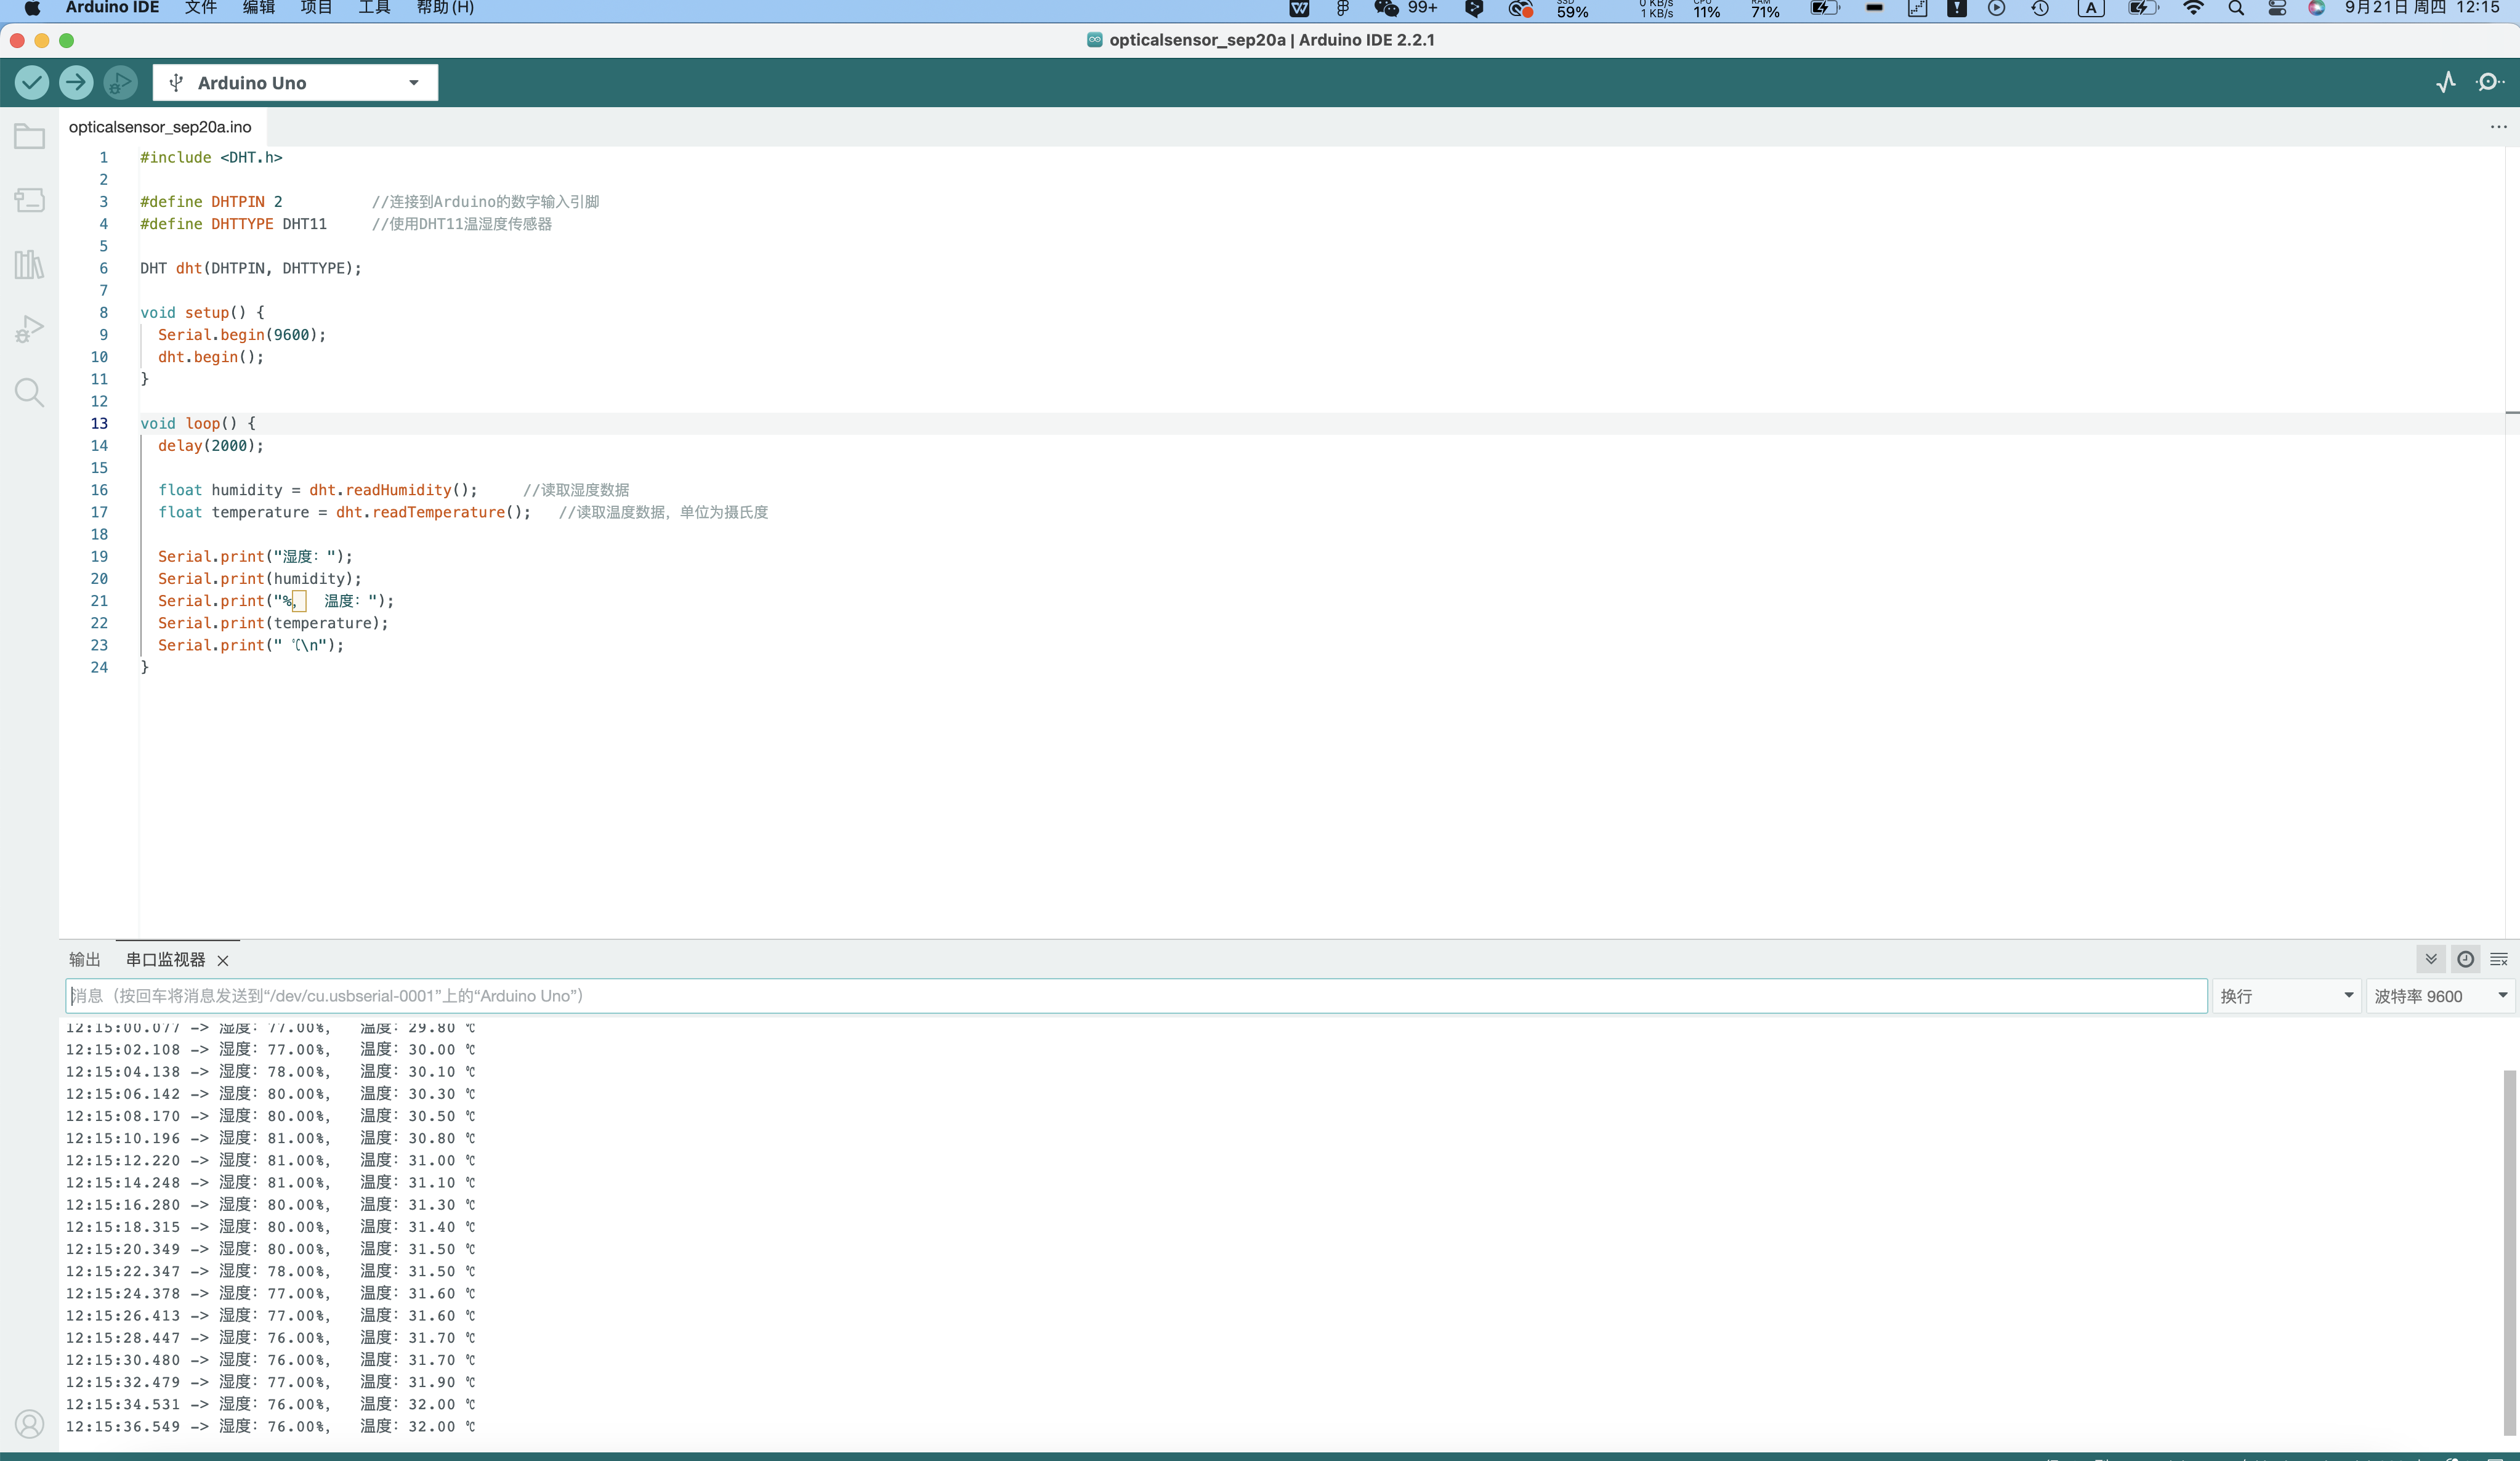 Arduino IDE 文件 编辑 项目 工具 帮助(H) 99+ SSD 59% 0 KB/s 1 KB/s CPU 11% RAM 71% A 9月21日 周四 12:15
opticalsensor_sep20a | Arduino IDE 2.2.1
Arduino Uno
opticalsensor_sep20a.ino
1 #include <DHT.h>
2
3 #define DHTPIN 2 //连接到Arduino的数字输入引脚
4 #define DHTTYPE DHT11 //使用DHT11温湿度传感器
5
6 DHT dht(DHTPIN, DHTTYPE);
7
8 void setup() {
9 Serial.begin(9600);
10 dht.begin();
11 }
12
13 void loop() {
14 delay(2000);
15
16 float humidity = dht.readHumidity(); //读取湿度数据
17 float temperature = dht.readTemperature(); //读取温度数据，单位为摄氏度
18
19 Serial.print("湿度：");
20 Serial.print(humidity);
21 Serial.print("%， 温度：");
22 Serial.print(temperature);
23 Serial.print(" ℃\n");
24 }
输出 串口监视器
消息（按回车将消息发送到“/dev/cu.usbserial-0001”上的“Arduino Uno”） 换行 波特率 9600
12:15:00.077 -> 湿度：77.00%， 温度：29.80 ℃
12:15:02.108 -> 湿度：77.00%， 温度：30.00 ℃
12:15:04.138 -> 湿度：78.00%， 温度：30.10 ℃
12:15:06.142 -> 湿度：80.00%， 温度：30.30 ℃
12:15:08.170 -> 湿度：80.00%， 温度：30.50 ℃
12:15:10.196 -> 湿度：81.00%， 温度：30.80 ℃
12:15:12.220 -> 湿度：81.00%， 温度：31.00 ℃
12:15:14.248 -> 湿度：81.00%， 温度：31.10 ℃
12:15:16.280 -> 湿度：80.00%， 温度：31.30 ℃
12:15:18.315 -> 湿度：80.00%， 温度：31.40 ℃
12:15:20.349 -> 湿度：80.00%， 温度：31.50 ℃
12:15:22.347 -> 湿度：78.00%， 温度：31.50 ℃
12:15:24.378 -> 湿度：77.00%， 温度：31.60 ℃
12:15:26.413 -> 湿度：77.00%， 温度：31.60 ℃
12:15:28.447 -> 湿度：76.00%， 温度：31.70 ℃
12:15:30.480 -> 湿度：76.00%， 温度：31.70 ℃
12:15:32.479 -> 湿度：77.00%， 温度：31.90 ℃
12:15:34.531 -> 湿度：76.00%， 温度：32.00 ℃
12:15:36.549 -> 湿度：76.00%， 温度：32.00 ℃